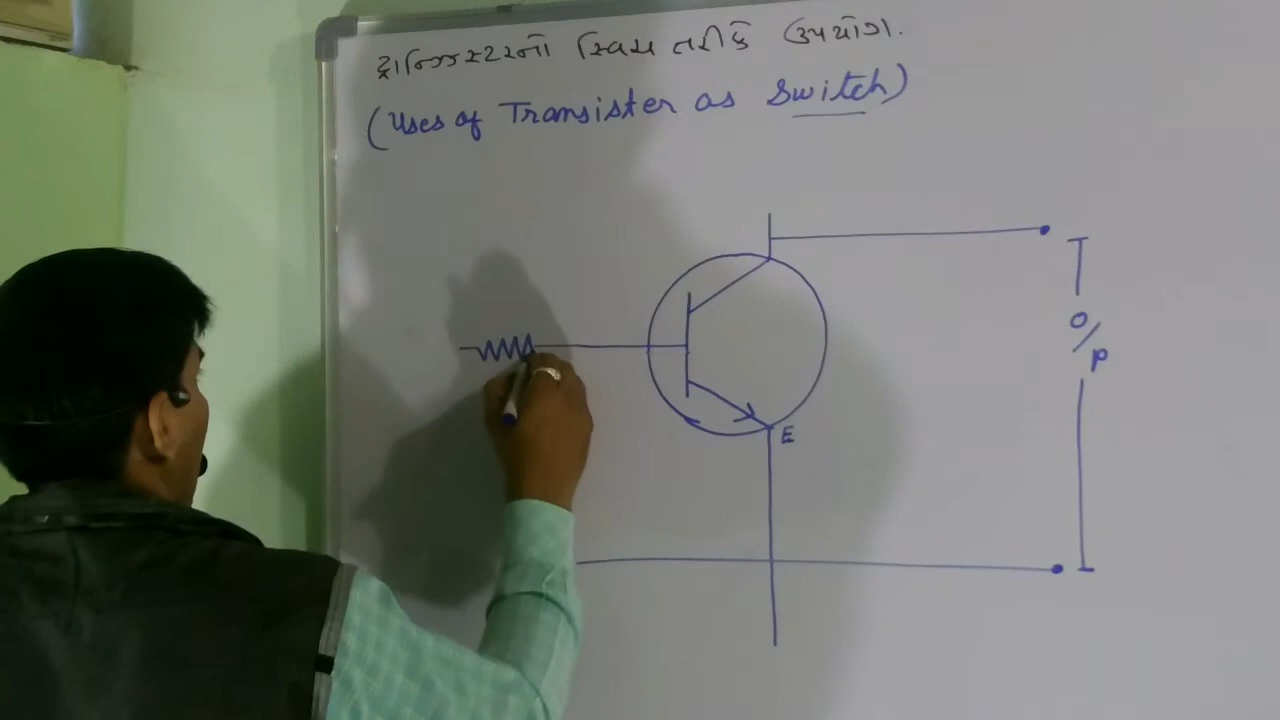 ટ્રાન્ઝિસ્ટરનો સ્વિચ તરીકે ઉપયોગ.
(Uses of Transister as Switch)
O/P
E